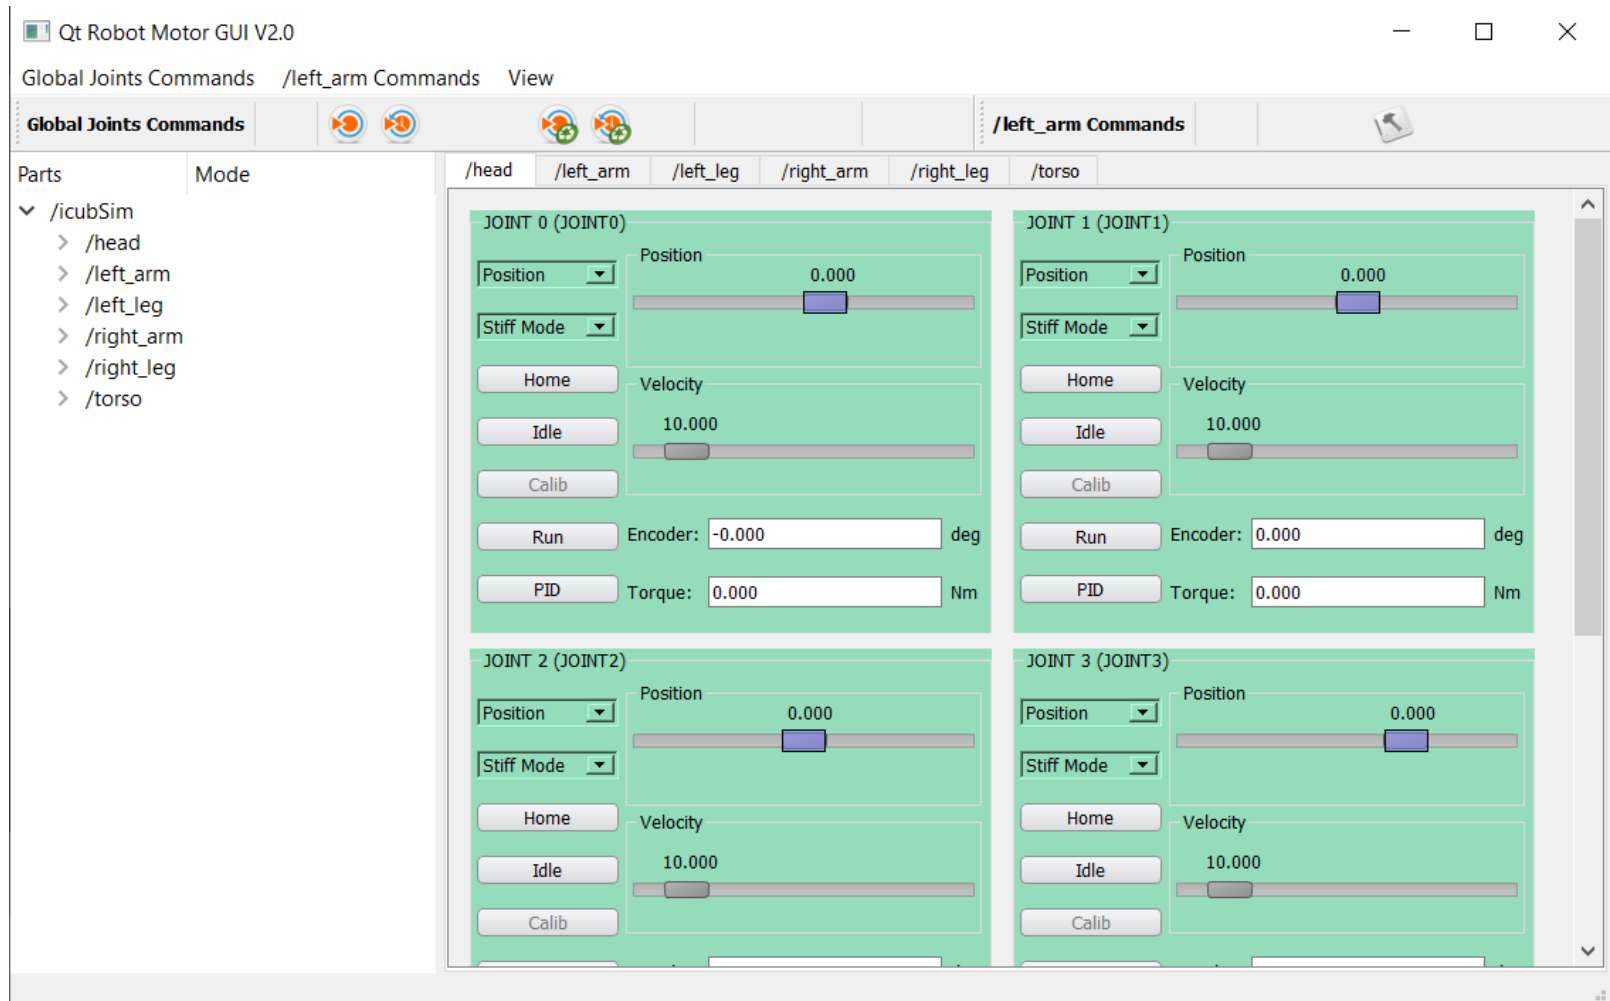 Qt Robot Motor GUI V2.0
Global Joints Commands /left_arm Commands View
Global Joints Commands /left_arm Commands
Parts Mode
/icubSim
/head
/left_arm
/left_leg
/right_arm
/right_leg
/torso
/head /left_arm /left_leg /right_arm /right_leg /torso
JOINT 0 (JOINT0)
Position
Stiff Mode
Home
Idle
Calib
Run
PID
Position
0.000
Velocity
10.000
Encoder: -0.000 deg
Torque: 0.000 Nm
JOINT 1 (JOINT1)
Position
Stiff Mode
Home
Idle
Calib
Run
PID
Position
0.000
Velocity
10.000
Encoder: 0.000 deg
Torque: 0.000 Nm
JOINT 2 (JOINT2)
Position
Stiff Mode
Home
Idle
Calib
Position
0.000
Velocity
10.000
JOINT 3 (JOINT3)
Position
Stiff Mode
Home
Idle
Calib
Position
0.000
Velocity
10.000